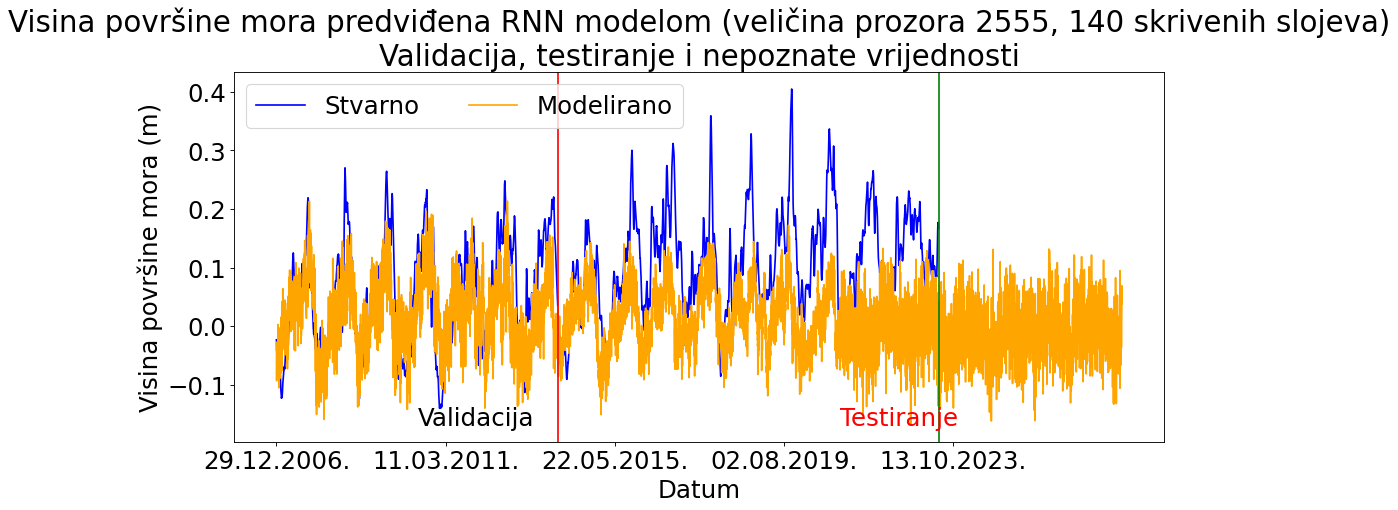 Visina površine mora predviđena RNN modelom (veličina prozora 2555, 140 skrivenih slojeva)
Validacija, testiranje i nepoznate vrijednosti
Stvarno
Modelirano
Visina površine mora (m)
0.4
0.3
0.2
0.1
0.0
−0.1
Validacija
Testiranje
29.12.2006.
11.03.2011.
22.05.2015.
02.08.2019.
13.10.2023.
Datum